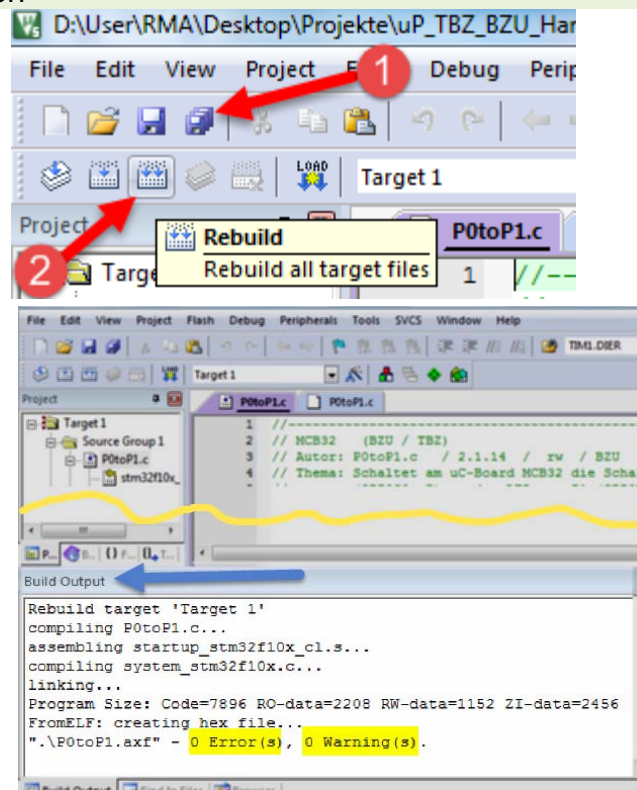 D:\User\RMA\Desktop\Projekte\uP_TBZ_BZU_Har
File Edit View Project Debug Perip
1
LOAD
Target 1
Project
Rebuild
Rebuild all target files
2
Targe
P0toP1.c
1 //--
File Edit View Project Flash Debug Peripherals Tools SVCS Window Help
TIM1.DIER
LOAD
Target 1
Project
P0toP1.c P0toP1.c
Target 1
Source Group 1
P0toP1.c
stm32f10x_
1 //----------------------------------------
2 // MCB32 (BZU / TBZ)
3 // Autor: P0toP1.c / 2.1.14 / rw / BZU
4 // Thema: Schaltet am uC-Board MCB32 die Scha
P... B... {} F... 0. T...
Build Output
Rebuild target 'Target 1'
compiling P0toP1.c...
assembling startup_stm32f10x_cl.s...
compiling system_stm32f10x.c...
linking...
Program Size: Code=7896 RO-data=2208 RW-data=1152 ZI-data=2456
FromELF: creating hex file...
".\P0toP1.axf" - 0 Error(s), 0 Warning(s).